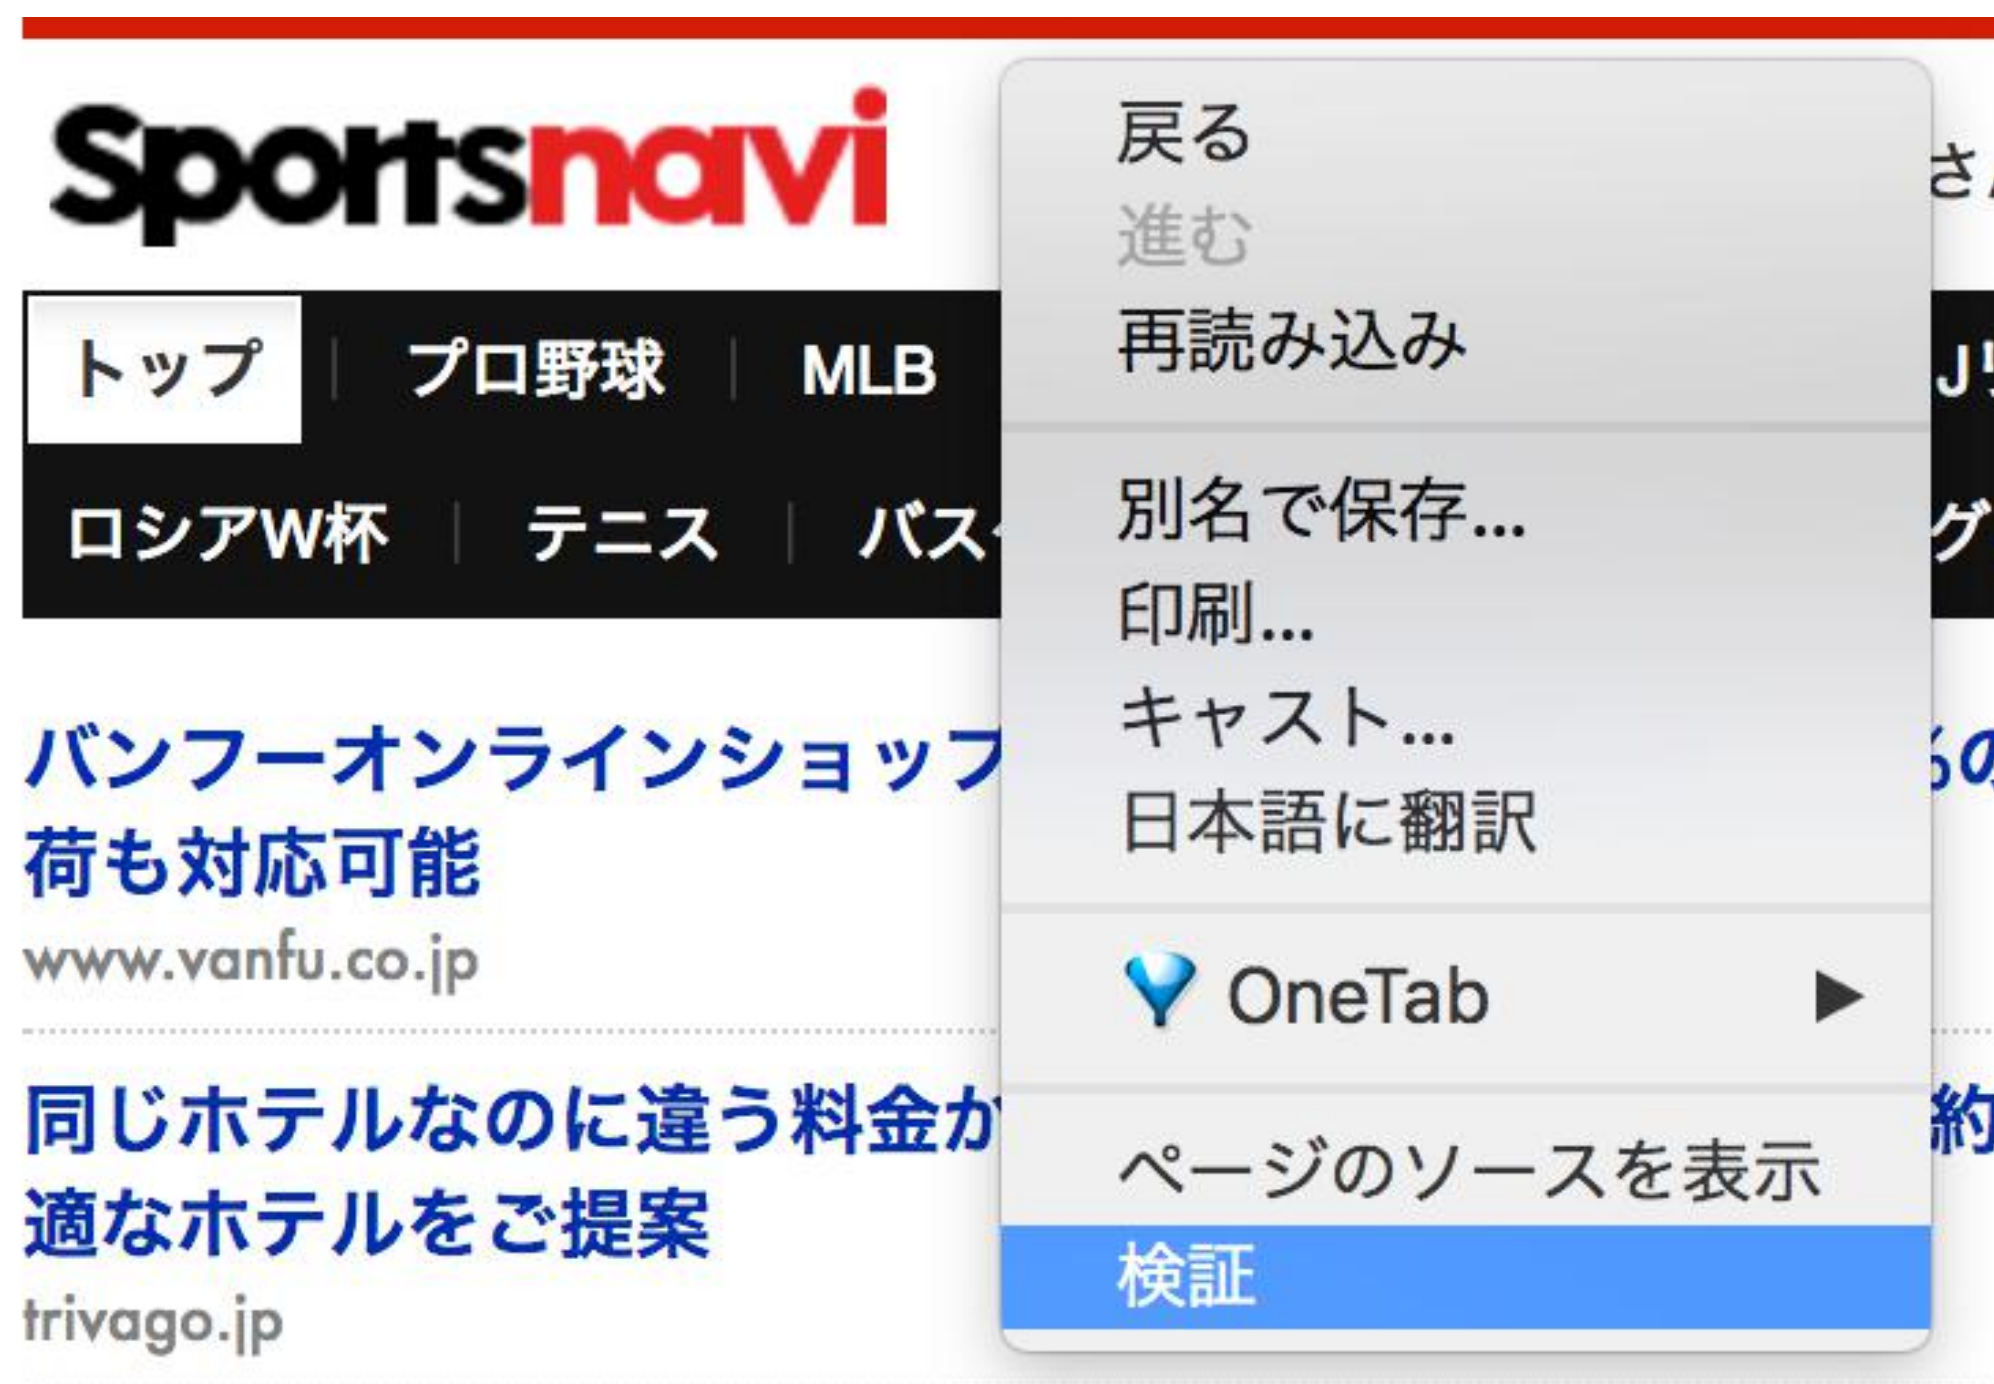 Sportsnavi
トップ プロ野球 MLB
ロシアW杯 テニス
バンフーオンラインショップ
荷も対応可能
www.vanfu.co.jp
同じホテルなのに違う料金が
適なホテルをご提案
trivago.jp
戻る
進む
再読み込み
別名で保存...
印刷...
キャスト...
日本語に翻訳
OneTab
ページのソースを表示
検証